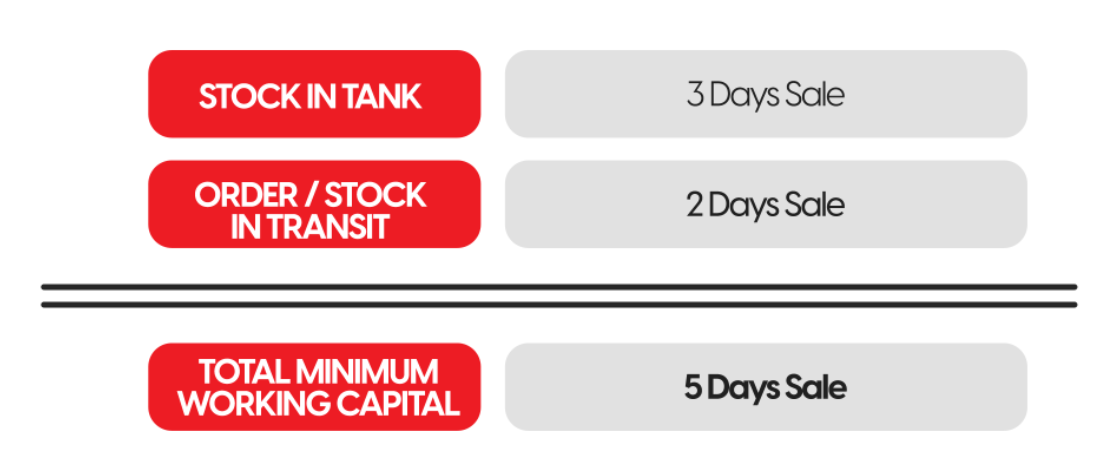 STOCK IN TANK
3 Days Sale
ORDER / STOCK
IN TRANSIT
2 Days Sale
TOTAL MINIMUM
WORKING CAPITAL
5 Days Sale